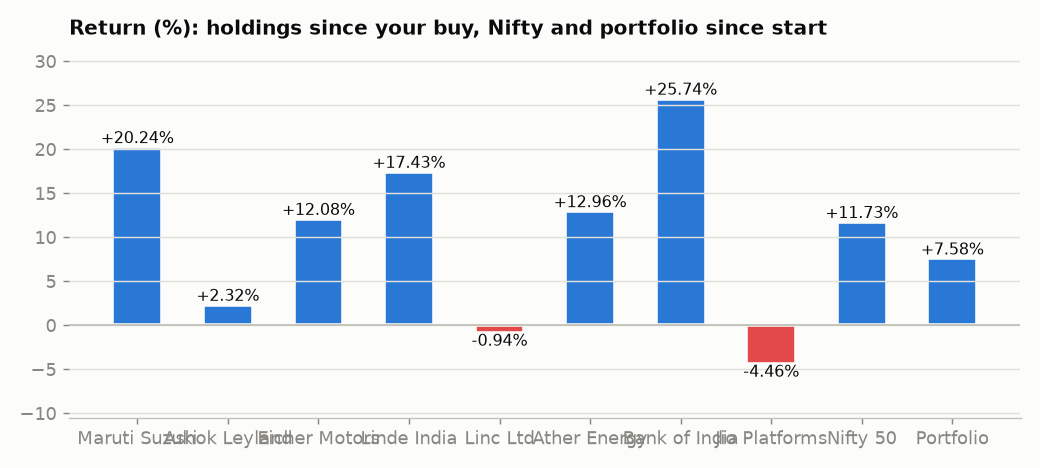 Return (%): holdings since your buy, Nifty and portfolio since start
30
25
20
15
10
5
0
−5
−10
+20.24%
+2.32%
+12.08%
+17.43%
-0.94%
+12.96%
+25.74%
-4.46%
+11.73%
+7.58%
Maruti Suzuki
Ashok Leyland
Eicher Motors
Linde India
Linc Ltd
Ather Energy
Bank of India
Jio Platforms
Nifty 50
Portfolio